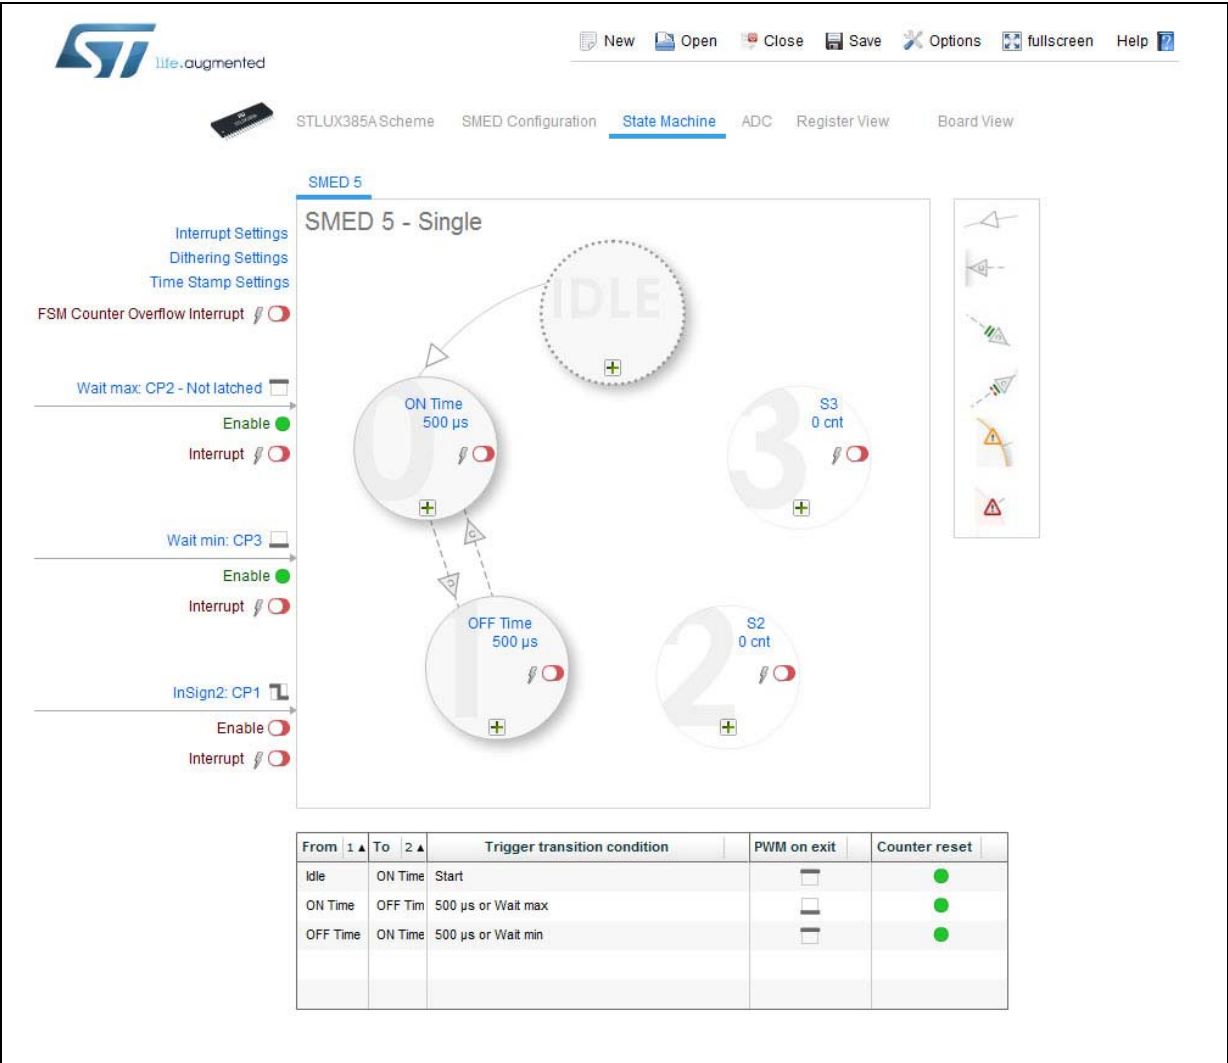 ST life.augmented
New Open Close Save Options fullscreen Help ?
STLUX385A Scheme SMED Configuration State Machine ADC Register View Board View
SMED 5
SMED 5 - Single
Interrupt Settings
Dithering Settings
Time Stamp Settings
FSM Counter Overflow Interrupt
IDLE
Wait max: CP2 - Not latched
Enable
Interrupt
0
ON Time
500 µs
3
S3
0 cnt
Wait min: CP3
Enable
Interrupt
C
C
1
OFF Time
500 µs
2
S2
0 cnt
InSign2: CP1
Enable
Interrupt
From 1 To 2 Trigger transition condition PWM on exit Counter reset
Idle ON Time Start
ON Time OFF Tim 500 µs or Wait max
OFF Time ON Time 500 µs or Wait min